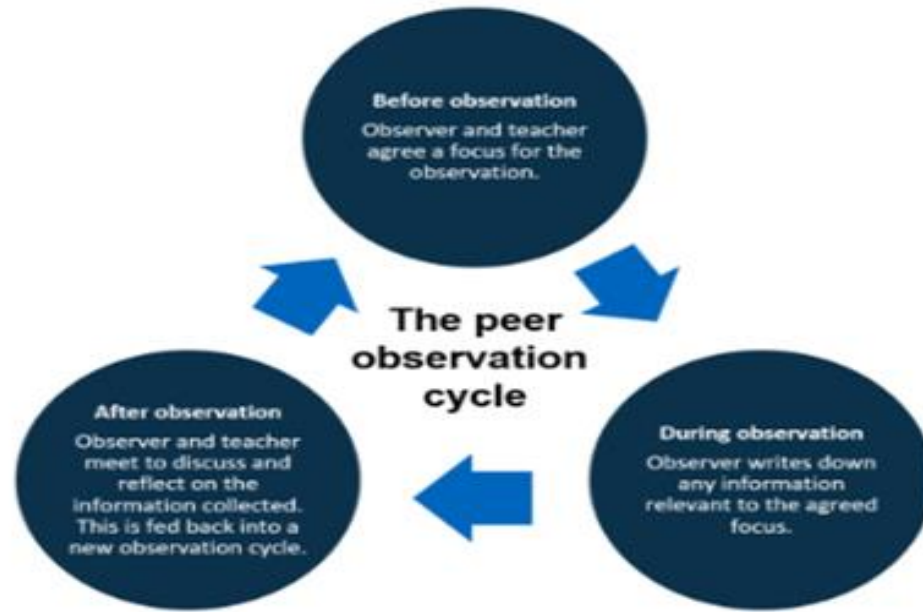 Before observation
Observer and teacher
agree a focus for the
observation.
The peer
observation
cycle
During observation
Observer writes down
any information
relevant to the agreed
focus.
After observation
Observer and teacher
meet to discuss and
reflect on the
information collected.
This is fed back into a
new observation cycle.